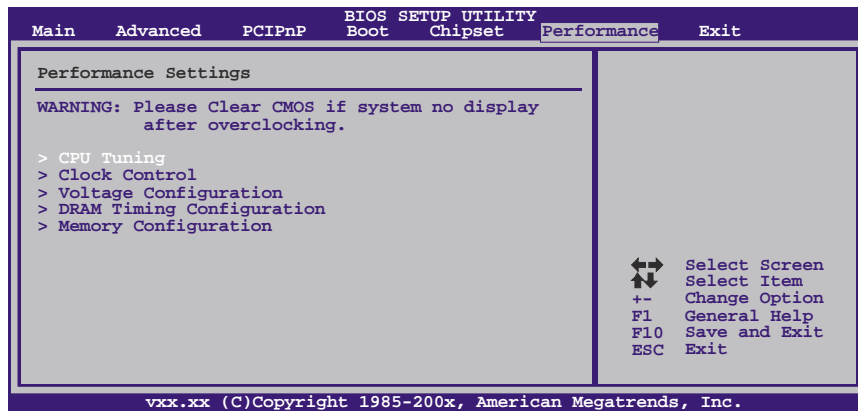 BIOS SETUP UTILITY
Main Advanced PCIPnP Boot Chipset Performance Exit
Performance Settings
WARNING: Please Clear CMOS if system no display
after overclocking.
> CPU Tuning
> Clock Control
> Voltage Configuration
> DRAM Timing Configuration
> Memory Configuration
Select Screen
Select Item
+- Change Option
F1 General Help
F10 Save and Exit
ESC Exit
vxx.xx (C)Copyright 1985-200x, American Megatrends, Inc.